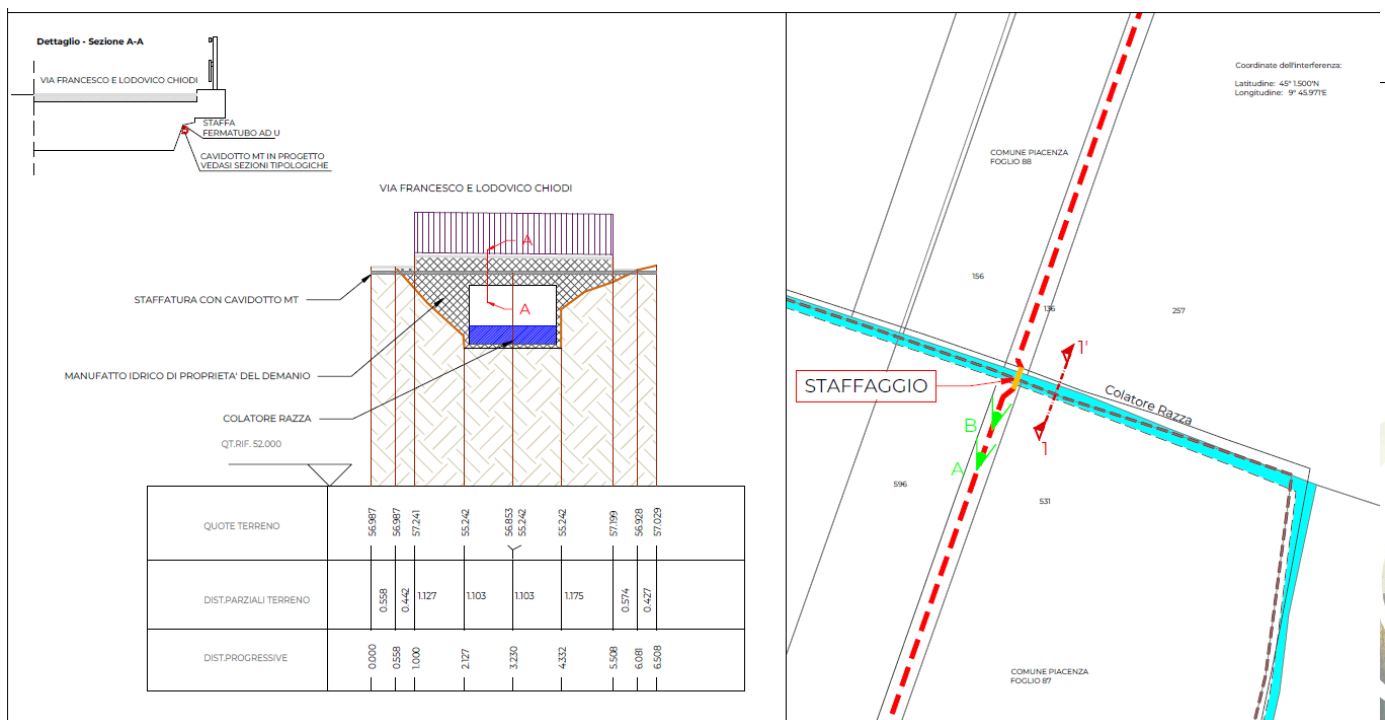 Dettaglio - Sezione A-A
VIA FRANCESCO E LODOVICO CHIODI
STAFFA
FERMATUBO AD U
CAVIDOTTO MT IN PROGETTO
VEDASI SEZIONI TIPOLOGICHE
VIA FRANCESCO E LODOVICO CHIODI
A
A
STAFFATURA CON CAVIDOTTO MT
MANUFATTO IDRICO DI PROPRIETA' DEL DEMANIO
COLATORE RAZZA
QT.RIF. 52.000
QUOTE TERRENO
56.987
56.987
57.241
55.242
56.853
55.242
55.242
57.199
56.928
57.029
DIST.PARZIALI TERRENO
0.558
0.442
1.127
1.103
1.103
1.175
0.574
0.427
DIST.PROGRESSIVE
0.000
0.558
1.000
2.127
3.230
4.332
5.508
6.081
6.508
Coordinate dell'interferenza:
Latitudine: 45° 1.500'N
Longitudine: 9° 45.971'E
COMUNE PIACENZA
FOGLIO 88
156
136
257
1'
STAFFAGGIO
Colatore Razza
B
1
A
596
531
COMUNE PIACENZA
FOGLIO 87